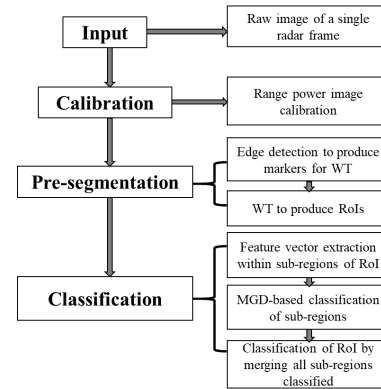 Input
Raw image of a single
radar frame
Calibration
Range power image
calibration
Pre-segmentation
Edge detection to produce
markers for WT
WT to produce RoIs
Classification
Feature vector extraction
within sub-regions of RoI
MGD-based classification
of sub-regions
Classification of RoI by
merging all sub-regions
classified